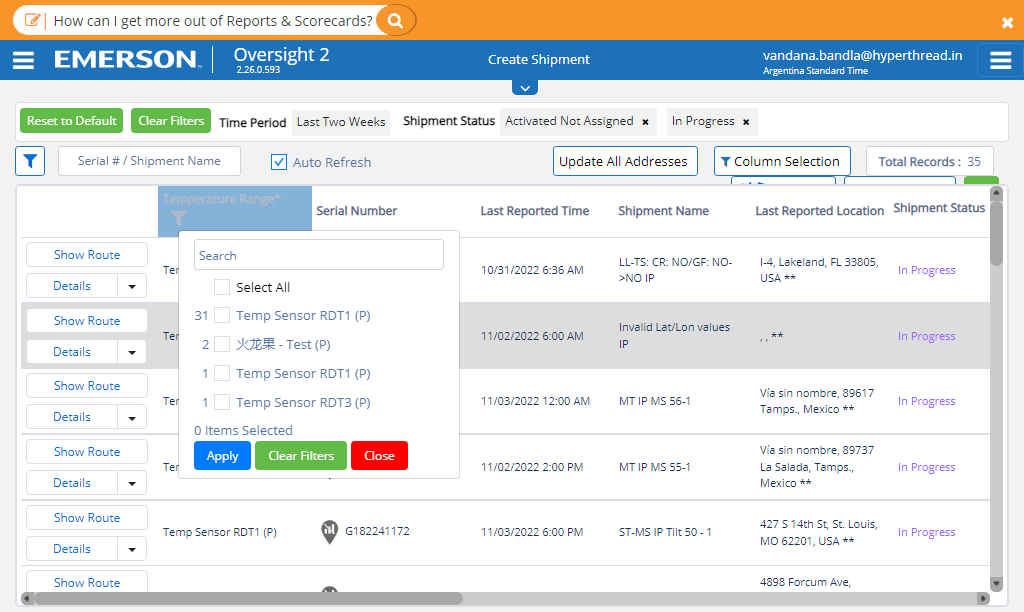 How can I get more out of Reports & Scorecards?
EMERSON
Oversight 2
2.26.0.593
Create Shipment
vandana.bandla@hyperthread.in
Argentina Standard Time
Reset to Default
Clear Filters
Time Period
Last Two Weeks
Shipment Status
Activated Not Assigned ×
In Progress ×
Serial # / Shipment Name
Auto Refresh
Update All Addresses
Column Selection
Total Records : 35
Temperature Range*
Serial Number
Last Reported Time
Shipment Name
Last Reported Location
Shipment Status
Search
Select All
31 Temp Sensor RDT1 (P)
2 火龙果 - Test (P)
1 Temp Sensor RDT1 (P)
1 Temp Sensor RDT3 (P)
0 Items Selected
Apply
Clear Filters
Close
Show Route
Details
10/31/2022 6:36 AM
LL-TS: CR: NO/GF: NO-
>NO IP
I-4, Lakeland, FL 33805,
USA **
In Progress
Show Route
Details
11/02/2022 6:00 AM
Invalid Lat/Lon values
IP
, , **
In Progress
Show Route
Details
11/03/2022 12:00 AM
MT IP MS 56-1
Vía sin nombre, 89617
Tamps., Mexico **
In Progress
Show Route
Details
11/02/2022 2:00 PM
MT IP MS 55-1
Vía sin nombre, 89737
La Salada, Tamps.,
Mexico **
In Progress
Show Route
Details
Temp Sensor RDT1 (P)
G182241172
11/03/2022 6:00 PM
ST-MS IP Tilt 50 - 1
427 S 14th St, St. Louis,
MO 62201, USA **
In Progress
Show Route
4898 Forcum Ave,